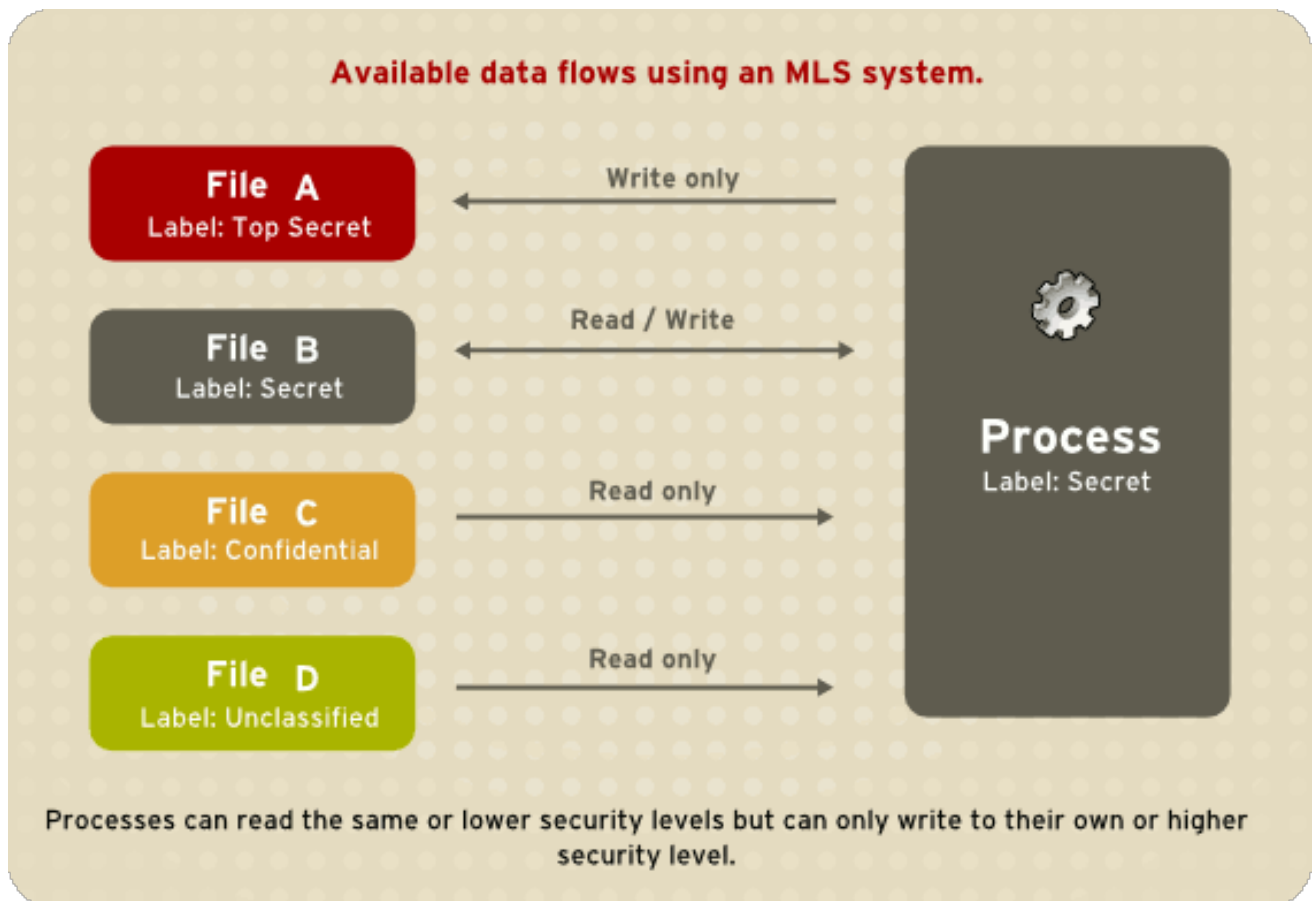 Available data flows using an MLS system.
File A
Label: Top Secret
Write only
File B
Label: Secret
Read / Write
File C
Label: Confidential
Read only
File D
Label: Unclassified
Read only
Process
Label: Secret
Processes can read the same or lower security levels but can only write to their own or higher
security level.